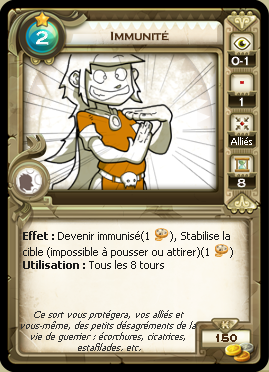 IMMUNITÉ
2
0-1
1
Alliés
8
Effet : Devenir immunisé(1 ), Stabilise la
cible (impossible à pousser ou attirer)(1 )
Utilisation : Tous les 8 tours
Ce sort vous protégera, vos alliés et
vous-même, des petits désagréments de la
vie de guerrier : écorchures, cicatrices,
estafilades, etc.
K
150